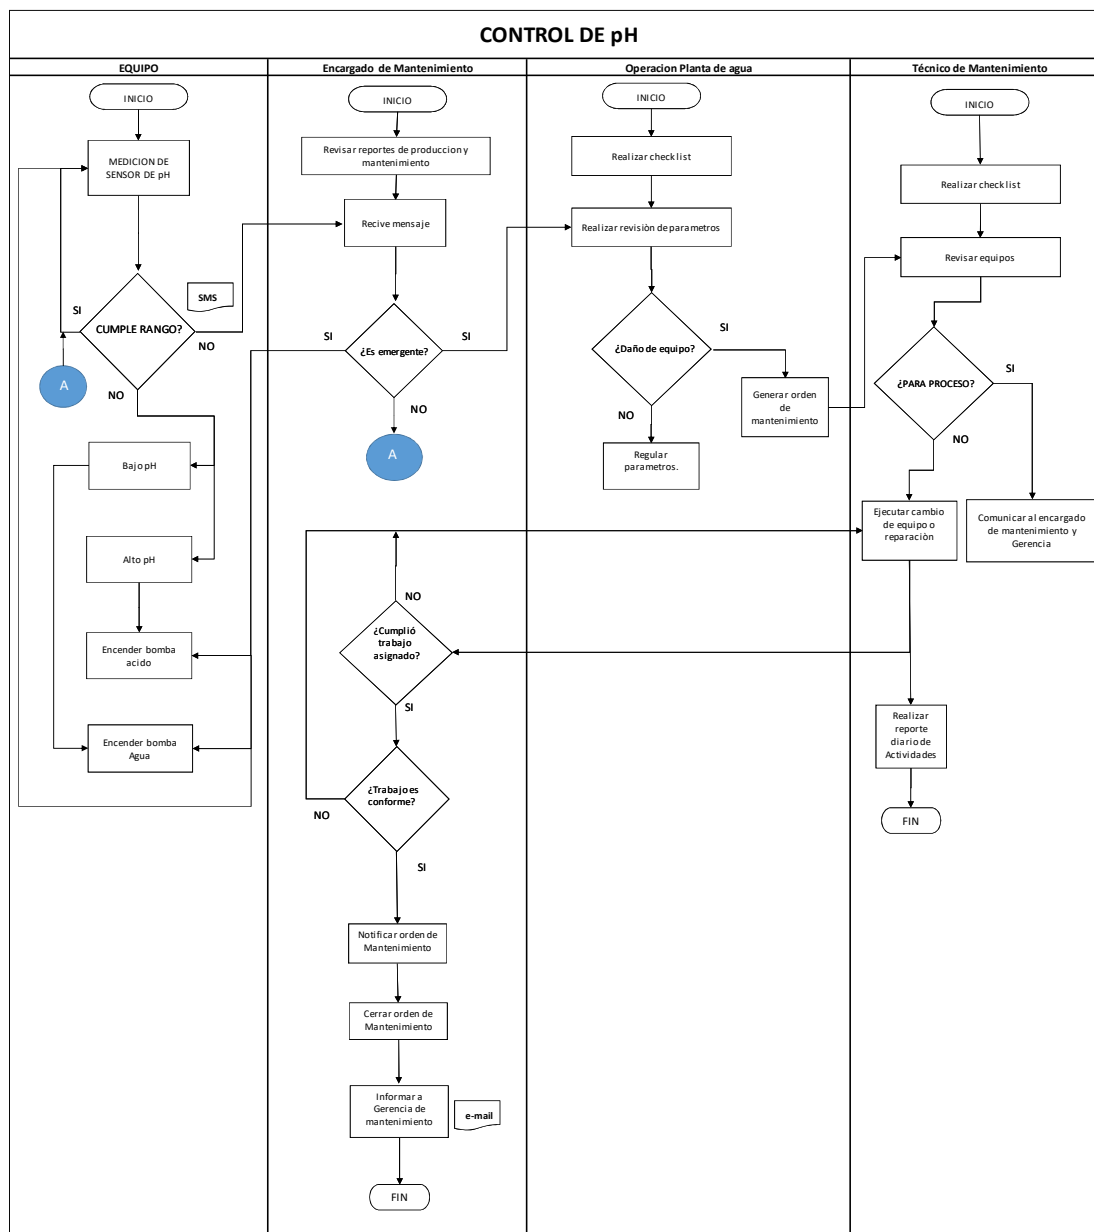 CONTROL DE pH
EQUIPO
Encargado de Mantenimiento
Operacion Planta de agua
Técnico de Mantenimiento
INICIO
MEDICION DE
SENSOR DE pH
SI
CUMPLE RANGO?
SMS
NO
NO
A
Bajo pH
Alto pH
Encender bomba
acido
Encender bomba
Agua
INICIO
Revisar reportes de produccion y
mantenimiento
Recive mensaje
SI
¿Es emergente?
SI
NO
A
NO
¿Cumplió
trabajo
asignado?
SI
¿Trabajo es
conforme?
NO
SI
Notificar orden de
Mantenimiento
Cerrar orden de
Mantenimiento
Informar a
Gerencia de
mantenimiento
e-mail
FIN
INICIO
Realizar check list
Realizar revisiòn de parametros
SI
¿Daño de equipo?
NO
Generar orden
de
mantenimiento
Regular
parametros.
INICIO
Realizar check list
Revisar equipos
¿PARA PROCESO?
SI
NO
Ejecutar cambio
de equipo o
reparaciòn
Comunicar al encargado
de mantenimiento y
Gerencia
Realizar
reporte
diario de
Actividades
FIN